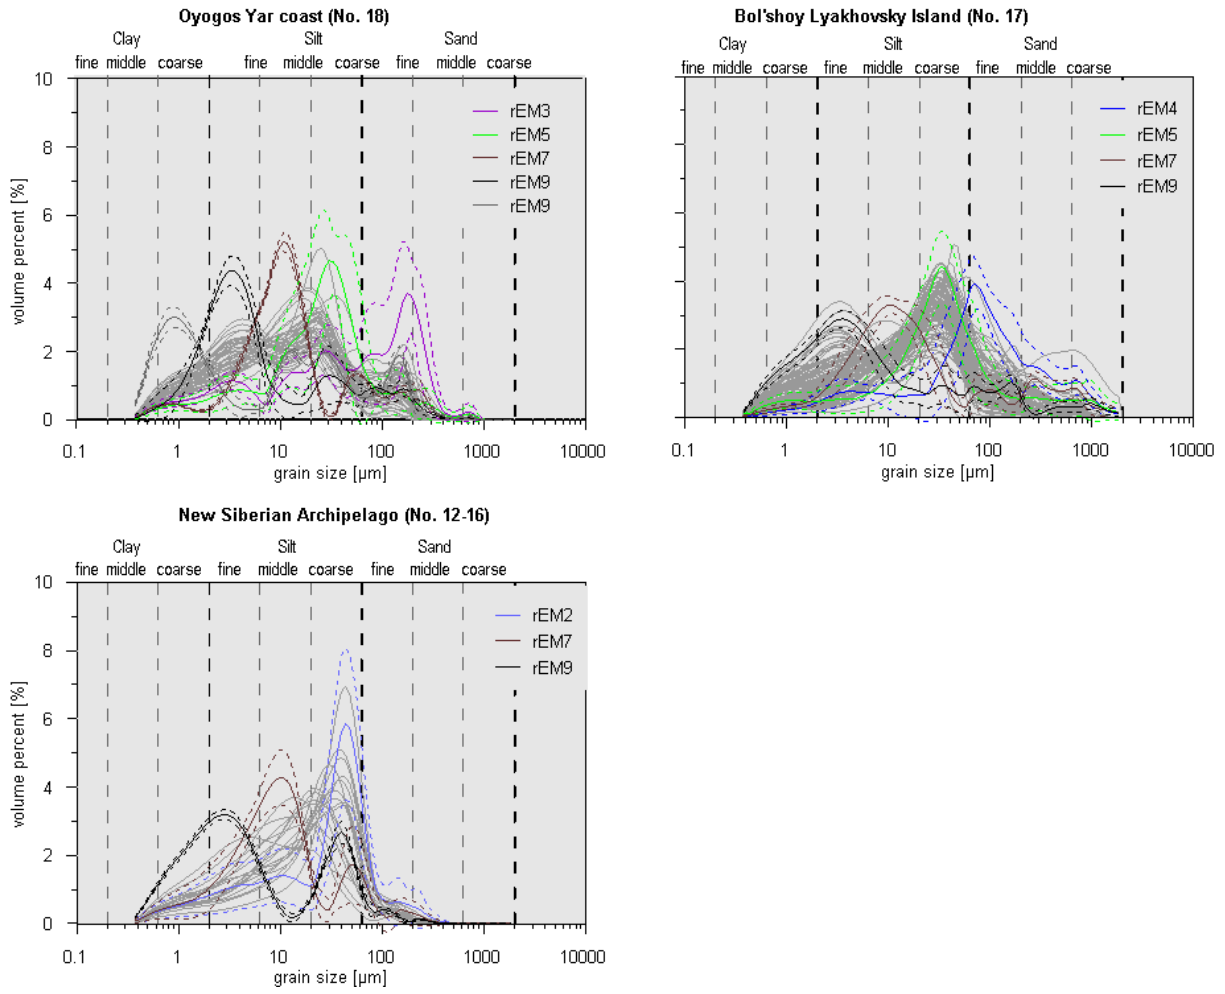 Oyogos Yar coast (No. 18)
Clay Silt Sand
fine middle coarse fine middle coarse fine middle coarse
10
8
6
4
2
0
volume percent [%]
rEM3
rEM5
rEM7
rEM9
rEM9
0.1 1 10 100 1000 10000
grain size [µm]
Bol'shoy Lyakhovsky Island (No. 17)
Clay Silt Sand
fine middle coarse fine middle coarse fine middle coarse
rEM4
rEM5
rEM7
rEM9
0.1 1 10 100 1000 10000
grain size [µm]
New Siberian Archipelago (No. 12-16)
Clay Silt Sand
fine middle coarse fine middle coarse fine middle coarse
10
8
6
4
2
0
volume percent [%]
rEM2
rEM7
rEM9
0.1 1 10 100 1000 10000
grain size [µm]